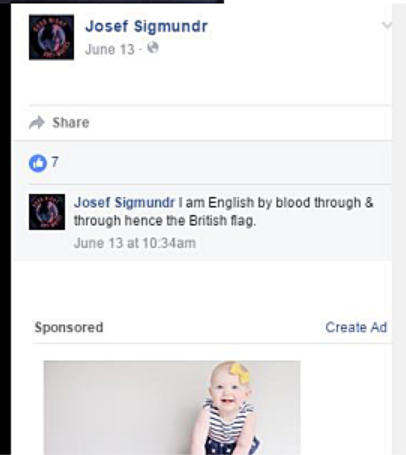 Josef Sigmundr
June 13 ·
Share
7
Josef Sigmundr I am English by blood through &
through hence the British flag.
June 13 at 10:34am
Sponsored
Create Ad